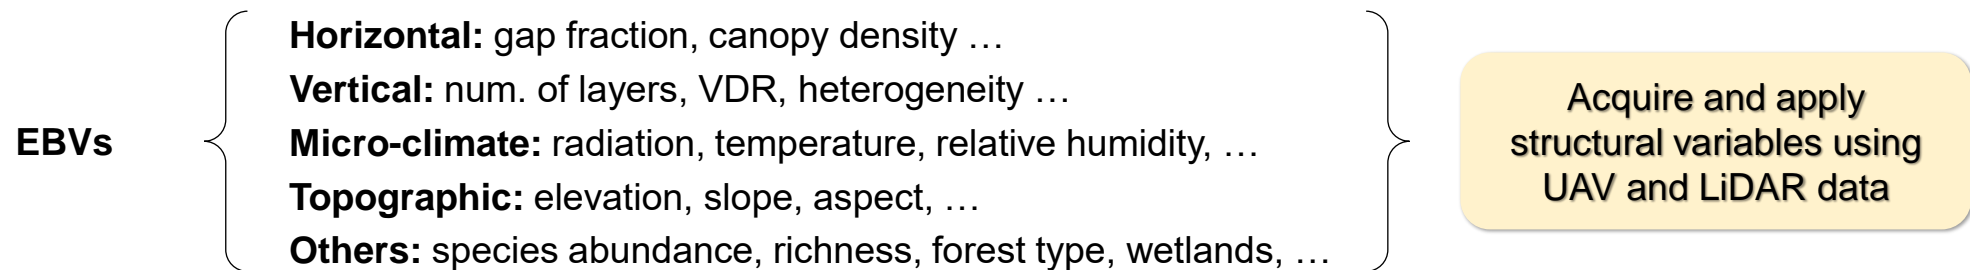 EBVs
Horizontal: gap fraction, canopy density …
Vertical: num. of layers, VDR, heterogeneity …
Micro-climate: radiation, temperature, relative humidity, …
Topographic: elevation, slope, aspect, …
Others: species abundance, richness, forest type, wetlands, …
Acquire and apply
structural variables using
UAV and LiDAR data